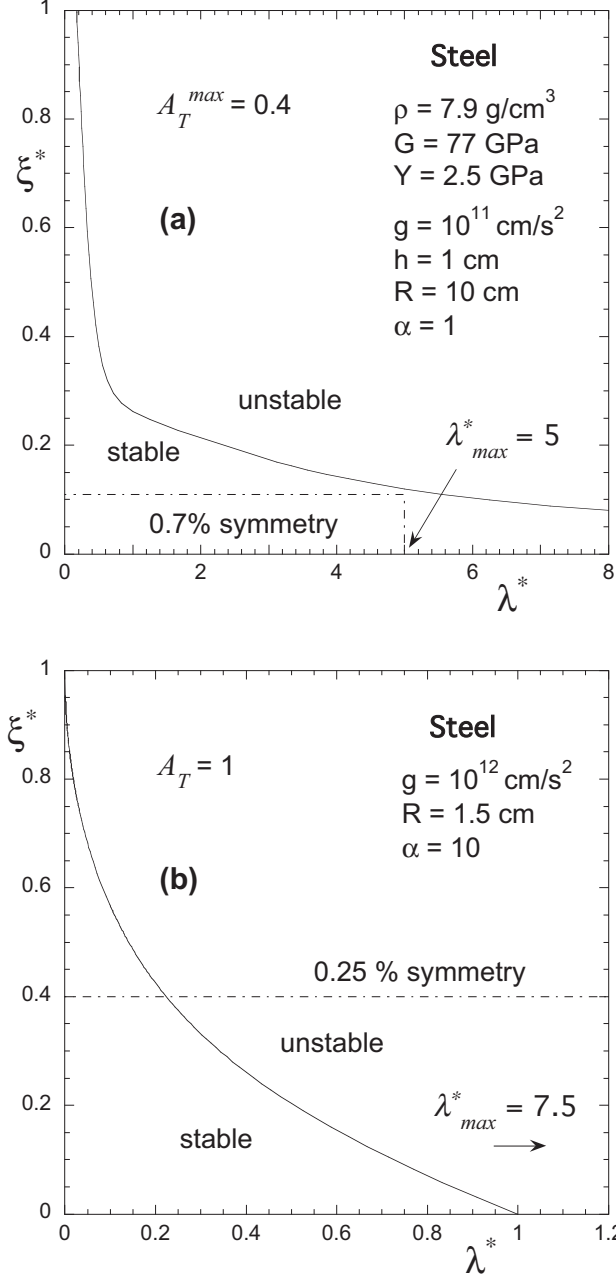 1
Steel
A_T^max = 0.4
ρ = 7.9 g/cm³
0.8
G = 77 GPa
ξ*
Y = 2.5 GPa
(a)
g = 10¹¹ cm/s²
0.6
h = 1 cm
R = 10 cm
α = 1
0.4
unstable
λ*_max = 5
stable
0.2
0.7% symmetry
0
0 2 4 6 8
λ*
1
ξ*
Steel
A_T = 1
g = 10¹² cm/s²
0.8
R = 1.5 cm
α = 10
(b)
0.6
0.25 % symmetry
0.4
unstable
0.2
λ*_max = 7.5
stable
0
0 0.2 0.4 0.6 0.8 1
λ*